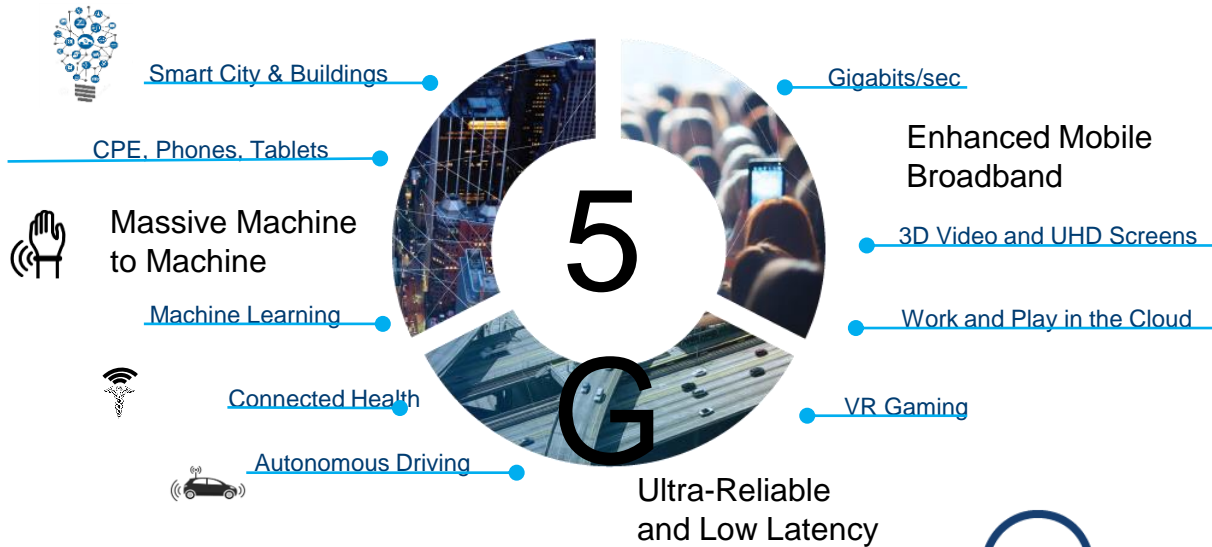 Smart City & Buildings
Gigabits/sec
CPE, Phones, Tablets
Enhanced Mobile
Broadband
Massive Machine
to Machine
5
G
3D Video and UHD Screens
Machine Learning
Work and Play in the Cloud
Connected Health
VR Gaming
Autonomous Driving
Ultra-Reliable
and Low Latency